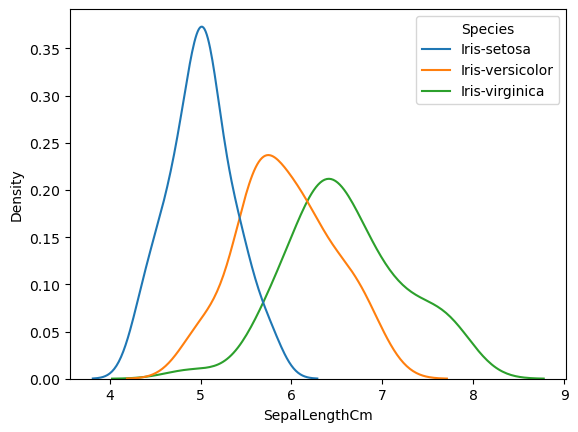 Species
Iris-setosa
Iris-versicolor
Iris-virginica
Density
0.35
0.30
0.25
0.20
0.15
0.10
0.05
0.00
4 5 6 7 8 9
SepalLengthCm